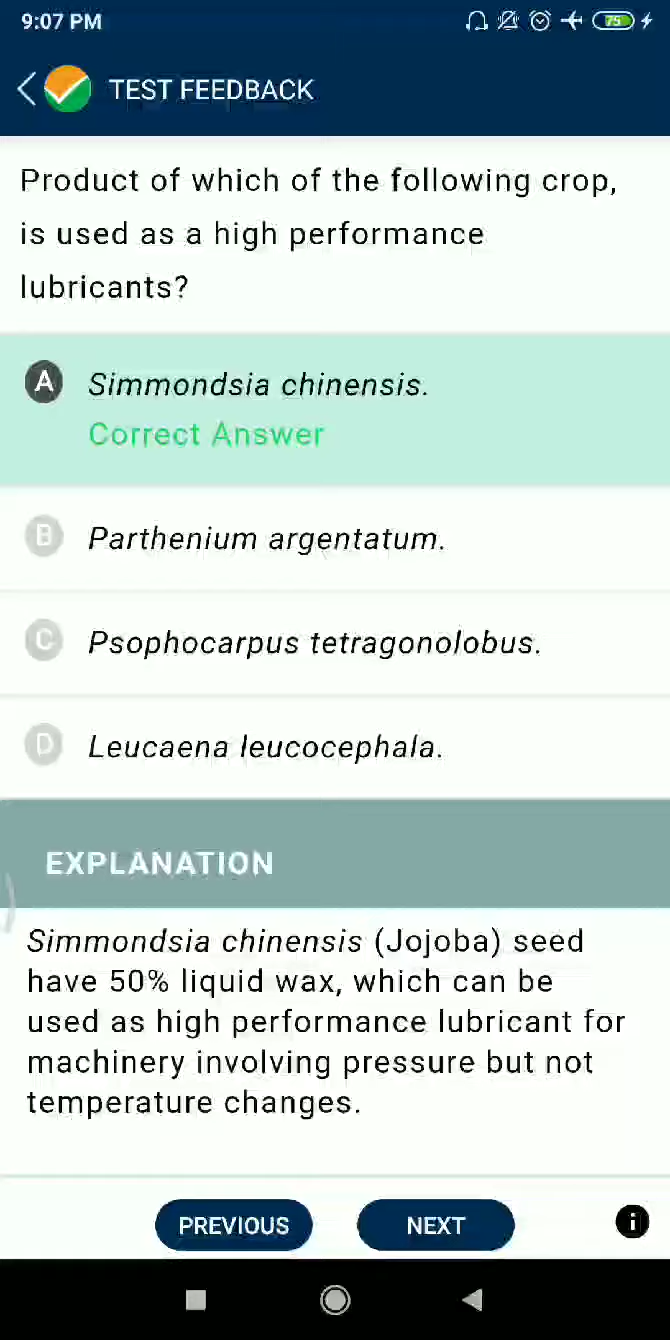 9:07 PM
75
TEST FEEDBACK
Product of which of the following crop,
is used as a high performance
lubricants?
A Simmondsia chinensis.
Correct Answer
B Parthenium argentatum.
C Psophocarpus tetragonolobus.
D Leucaena leucocephala.
EXPLANATION
Simmondsia chinensis (Jojoba) seed
have 50% liquid wax, which can be
used as high performance lubricant for
machinery involving pressure but not
temperature changes.
PREVIOUS NEXT i